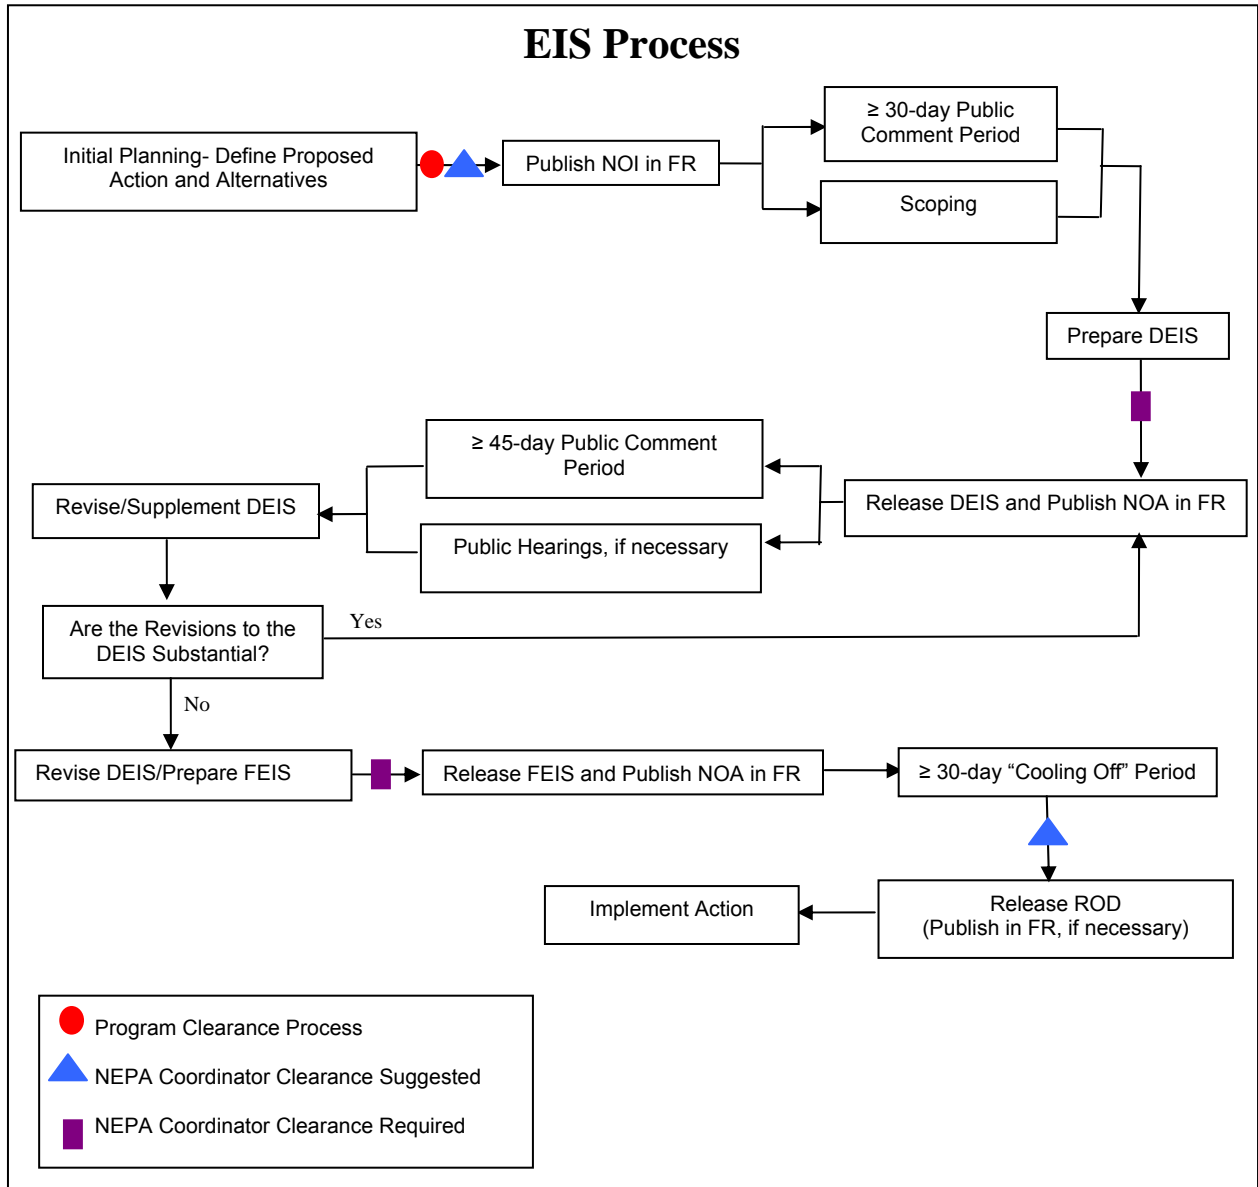 EIS Process
Initial Planning- Define Proposed
Action and Alternatives
Publish NOI in FR
≥ 30-day Public
Comment Period
Scoping
Prepare DEIS
Release DEIS and Publish NOA in FR
≥ 45-day Public Comment
Period
Public Hearings, if necessary
Revise/Supplement DEIS
Are the Revisions to the
DEIS Substantial?
Yes
No
Revise DEIS/Prepare FEIS
Release FEIS and Publish NOA in FR
≥ 30-day “Cooling Off” Period
Release ROD
(Publish in FR, if necessary)
Implement Action
Program Clearance Process
NEPA Coordinator Clearance Suggested
NEPA Coordinator Clearance Required